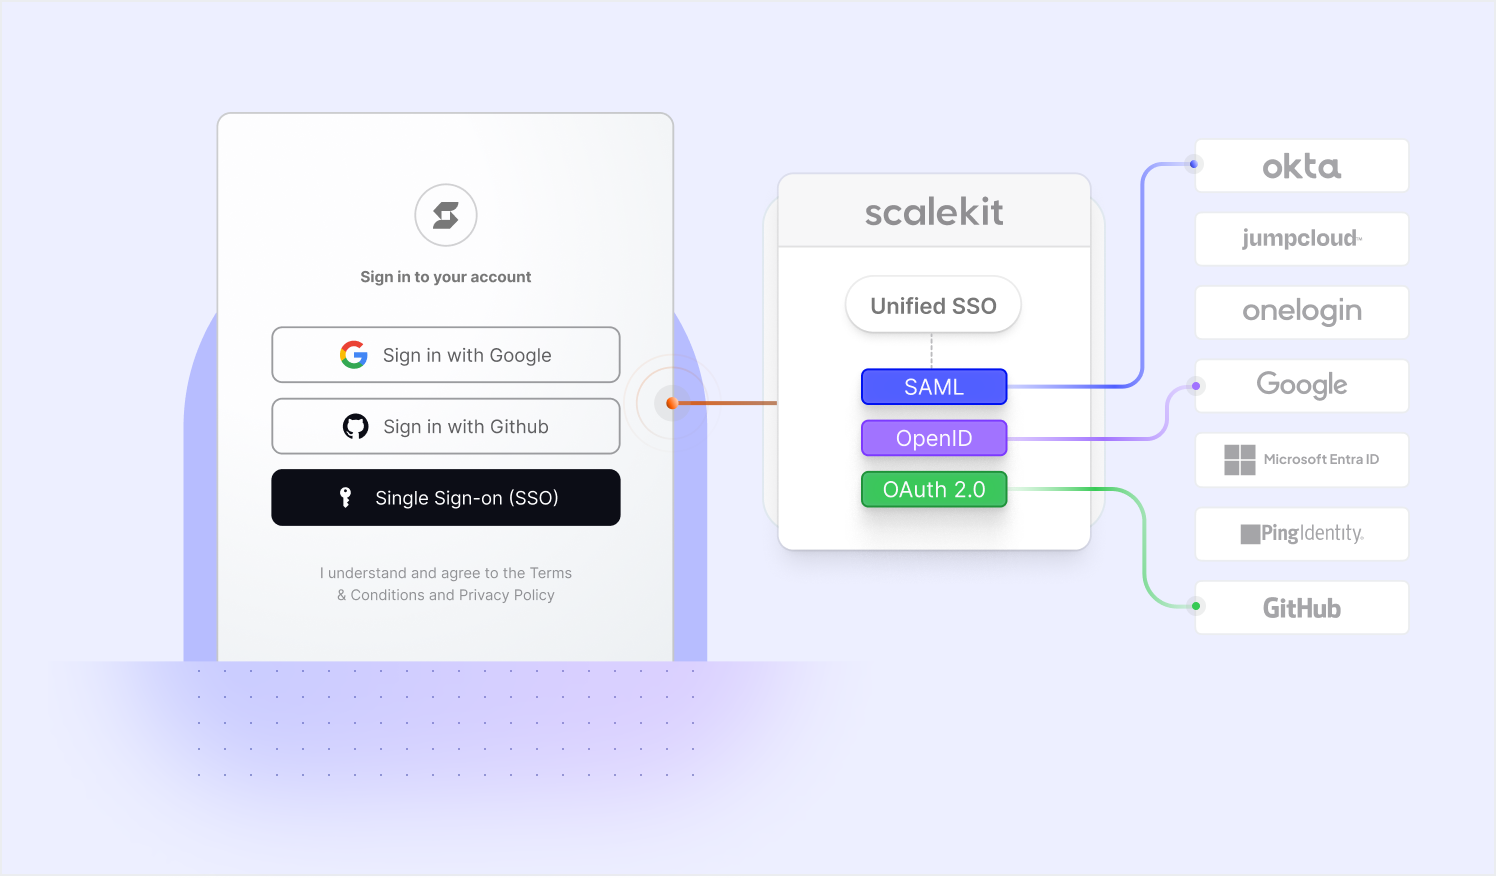 Sign in to your account
Sign in with Google
Sign in with Github
Single Sign-on (SSO)
I understand and agree to the Terms
& Conditions and Privacy Policy
scalekit
Unified SSO
SAML
OpenID
OAuth 2.0
okta
jumpcloud™
onelogin
Google
Microsoft Entra ID
PingIdentity®
GitHub